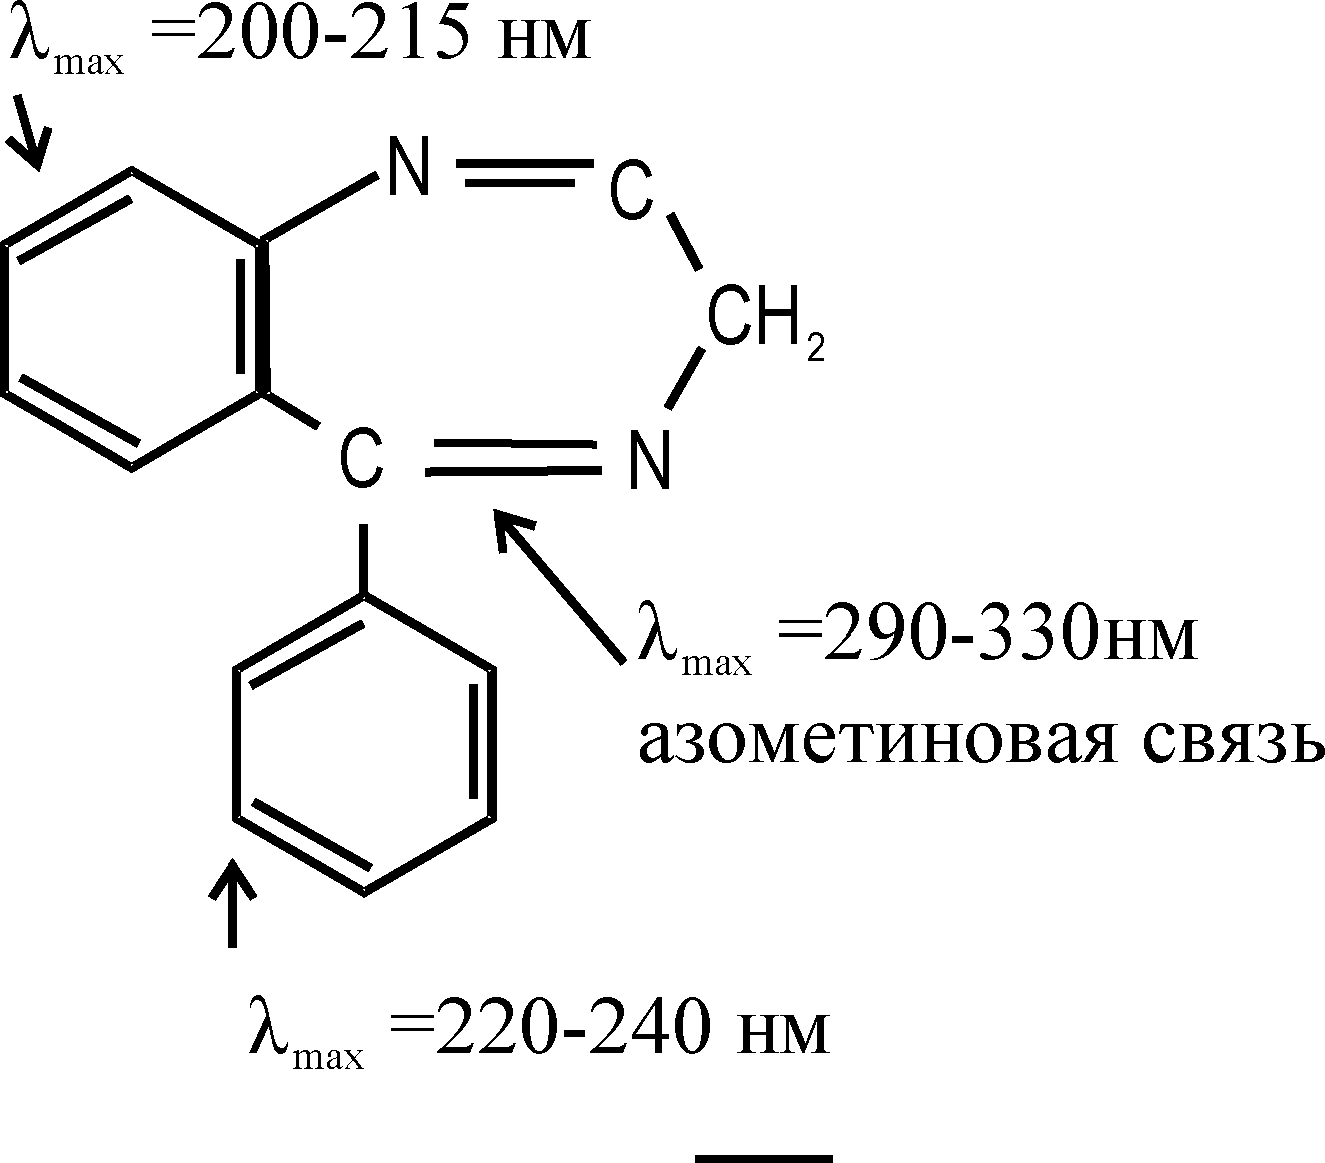 λmax =200-215 нм
N
C
CH2
C
N
λmax =290-330нм
азометиновая связь
λmax =220-240 нм